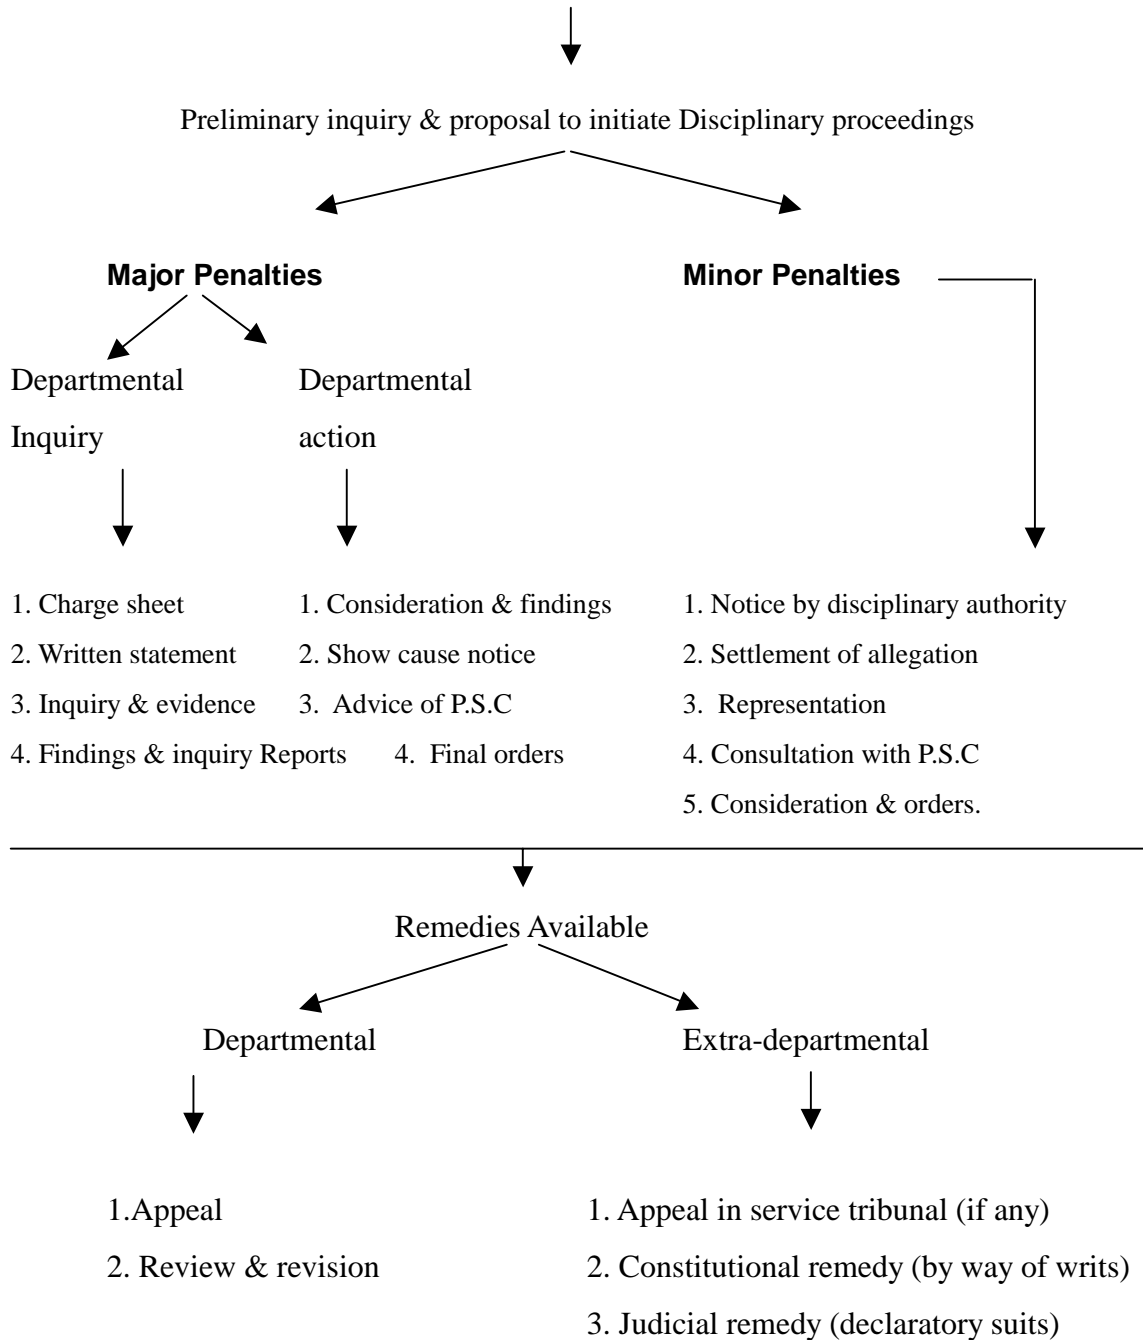 Preliminary inquiry & proposal to initiate Disciplinary proceedings
Major Penalties
Minor Penalties
Departmental
Inquiry
Departmental
action
1. Charge sheet
2. Written statement
3. Inquiry & evidence
4. Findings & inquiry Reports
1. Consideration & findings
2. Show cause notice
3. Advice of P.S.C
4. Final orders
1. Notice by disciplinary authority
2. Settlement of allegation
3. Representation
4. Consultation with P.S.C
5. Consideration & orders.
Remedies Available
Departmental
1.Appeal
2. Review & revision
Extra-departmental
1. Appeal in service tribunal (if any)
2. Constitutional remedy (by way of writs)
3. Judicial remedy (declaratory suits)